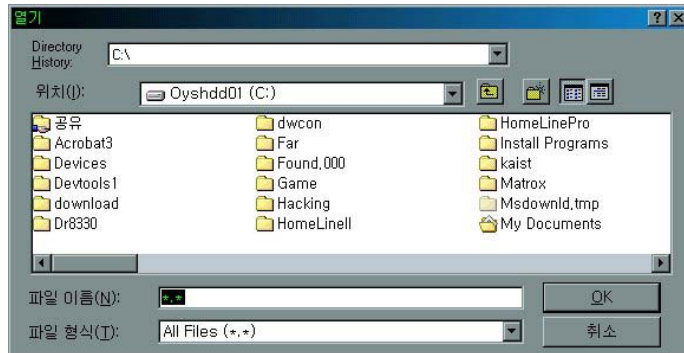 열기
Directory History: C:\
위치(I): Oyshdd01 (C:)
공유 dwcon HomeLinePro
Acrobat3 Far Install Programs
Devices Found.000 kaist
Devtools1 Game Matrox
download Hacking Msdownld.tmp
Dr8330 HomeLineII My Documents
파일 이름(N): *.* OK
파일 형식(T): All Files (*.*) 취소